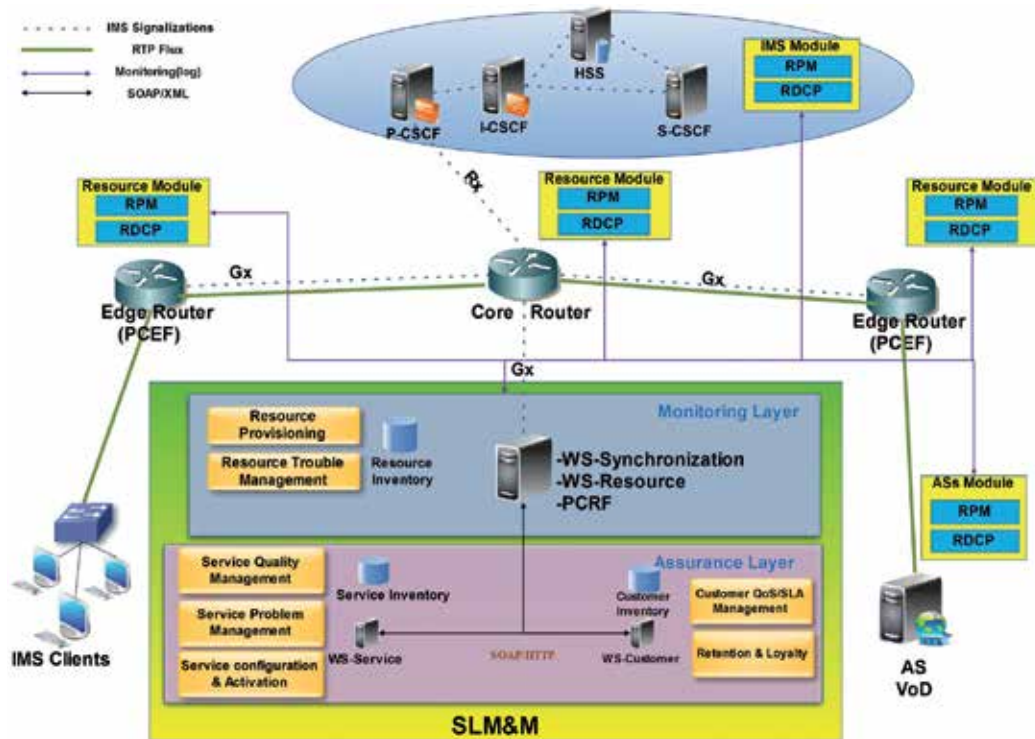 IMS Signalizations
RTP Flux
Monitoring(log)
SOAP/XML
HSS
P-CSCF
I-CSCF
S-CSCF
IMS Module
RPM
RDCP
Rx
Resource Module
RPM
RDCP
Resource Module
RPM
RDCP
Resource Module
RPM
RDCP
Gx
Gx
Edge Router
(PCEF)
Core Router
Edge Router
(PCEF)
Gx
Monitoring Layer
Resource
Provisioning
Resource Trouble
Management
Resource
Inventory
-WS-Synchronization
-WS-Resource
-PCRF
ASs Module
RPM
RDCP
Assurance Layer
Service Quality
Management
Service Inventory
Service Problem
Management
WS-Service
Service configuration
& Activation
SOAP/HTTP
Customer
Inventory
WS-Customer
Customer QoS/SLA
Management
Retention & Loyalty
IMS Clients
AS
VoD
SLM&M